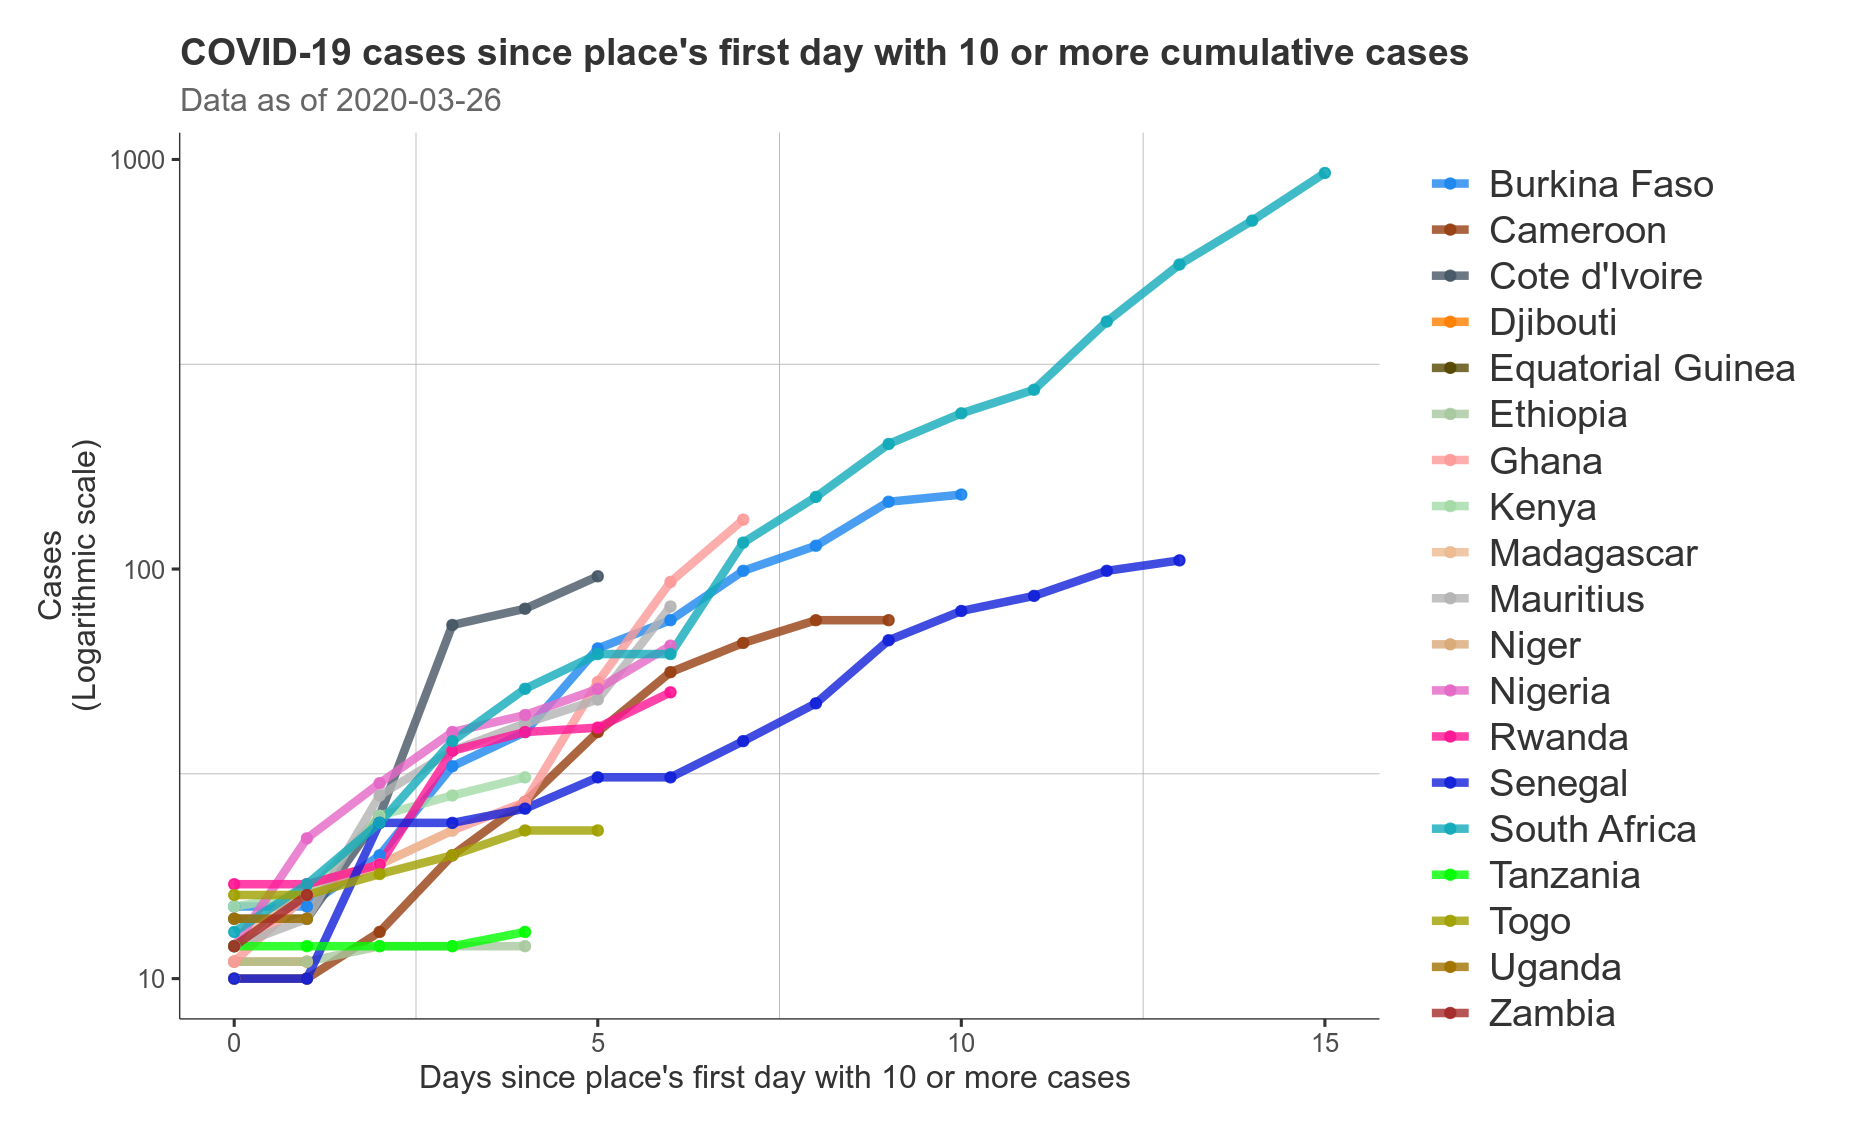 COVID-19 cases since place's first day with 10 or more cumulative cases
Data as of 2020-03-26
Cases
(Logarithmic scale)
1000
100
10
0
5
10
15
Days since place's first day with 10 or more cases
Burkina Faso
Cameroon
Cote d'Ivoire
Djibouti
Equatorial Guinea
Ethiopia
Ghana
Kenya
Madagascar
Mauritius
Niger
Nigeria
Rwanda
Senegal
South Africa
Tanzania
Togo
Uganda
Zambia